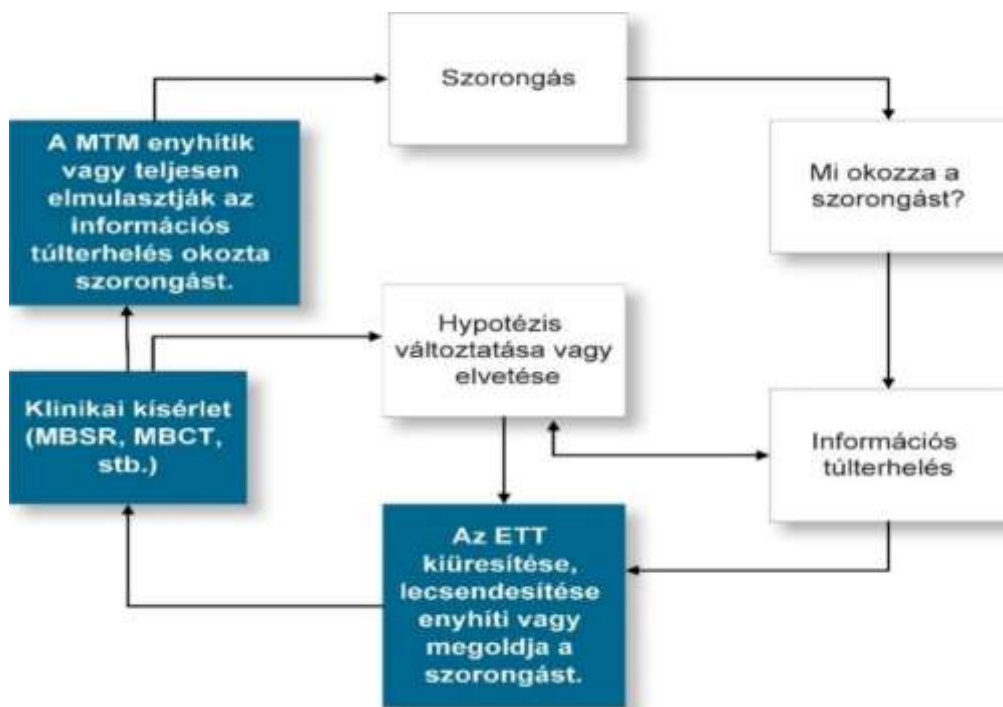 Szorongás
Mi okozza a
szorongást?
Információs
túlterhelés
Hypotézis
változtatása vagy
elvetése
Az ETT
kiüresítése,
lecsendesítése
enyhíti vagy
megoldja a
szorongást.
Klinikai kísérlet
(MBSR, MBCT,
stb.)
A MTM enyhítik
vagy teljesen
elmulasztják az
információs
túlterhelés okozta
szorongást.